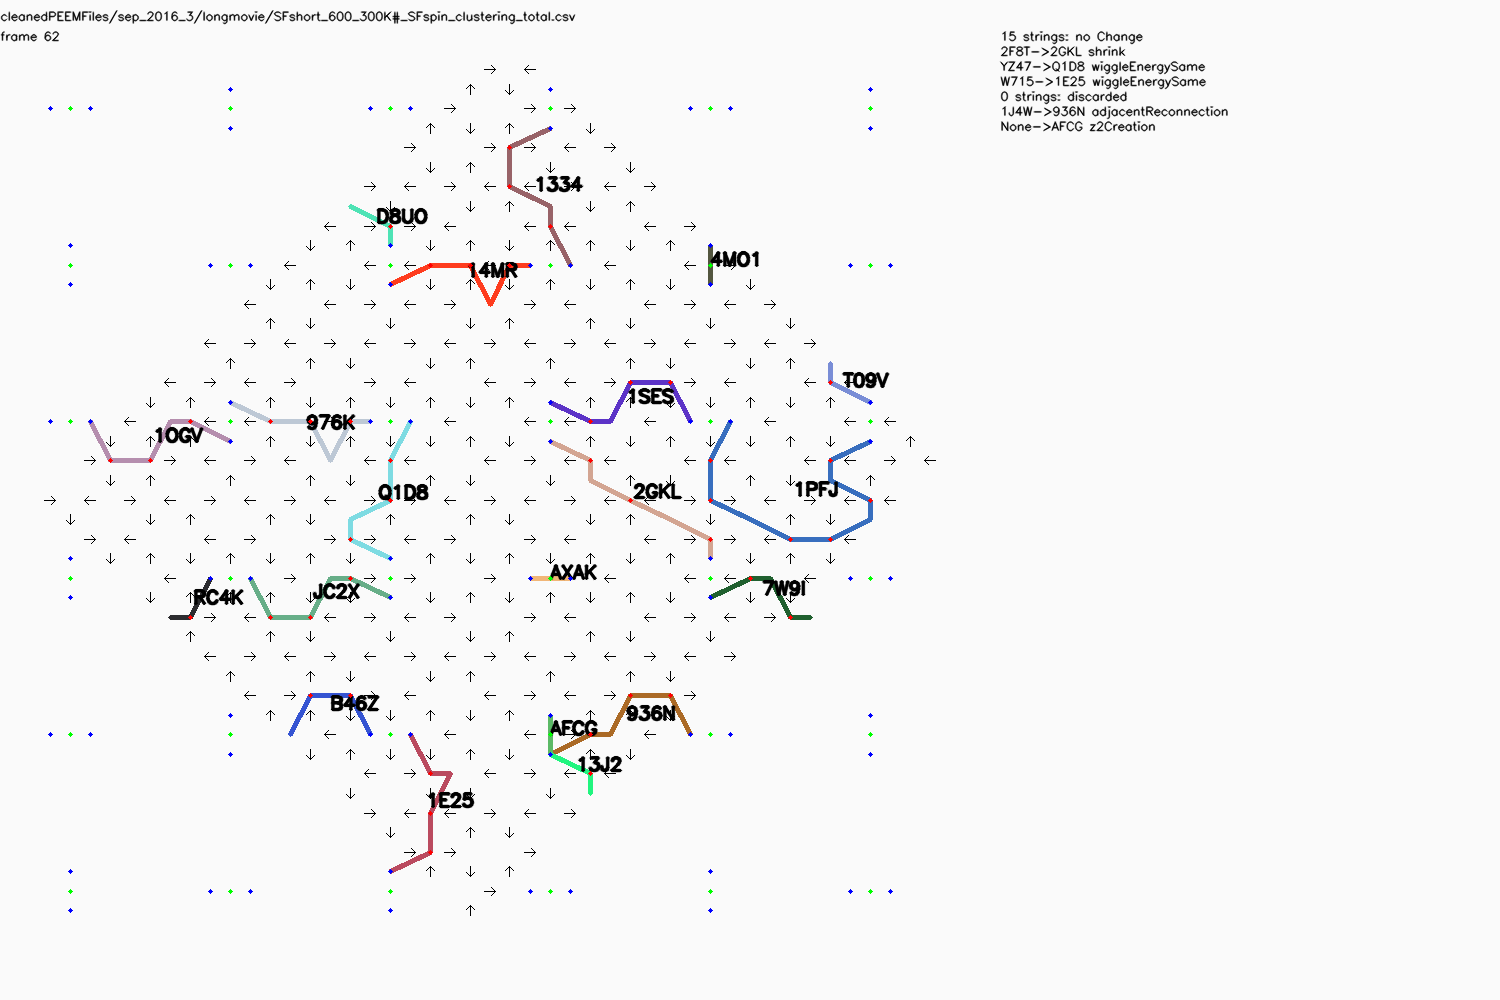 cleanedPEEMFiles/sep_2016_3/longmovie/SFshort_600_300K#_SFspin_clustering_total.csv
frame 62
15 strings: no Change
2F8T->2GKL shrink
YZ47->Q1D8 wiggleEnergySame
W715->1E25 wiggleEnergySame
0 strings: discarded
1J4W->936N adjacentReconnection
None->AFCG z2Creation
1334
D8U0
4MO1
14MR
T09V
1SES
976K
1OGV
1PFJ
2GKL
Q1D8
AXAK
7W9I
JC2X
RC4K
B46Z
936N
AFCG
13J2
1E25